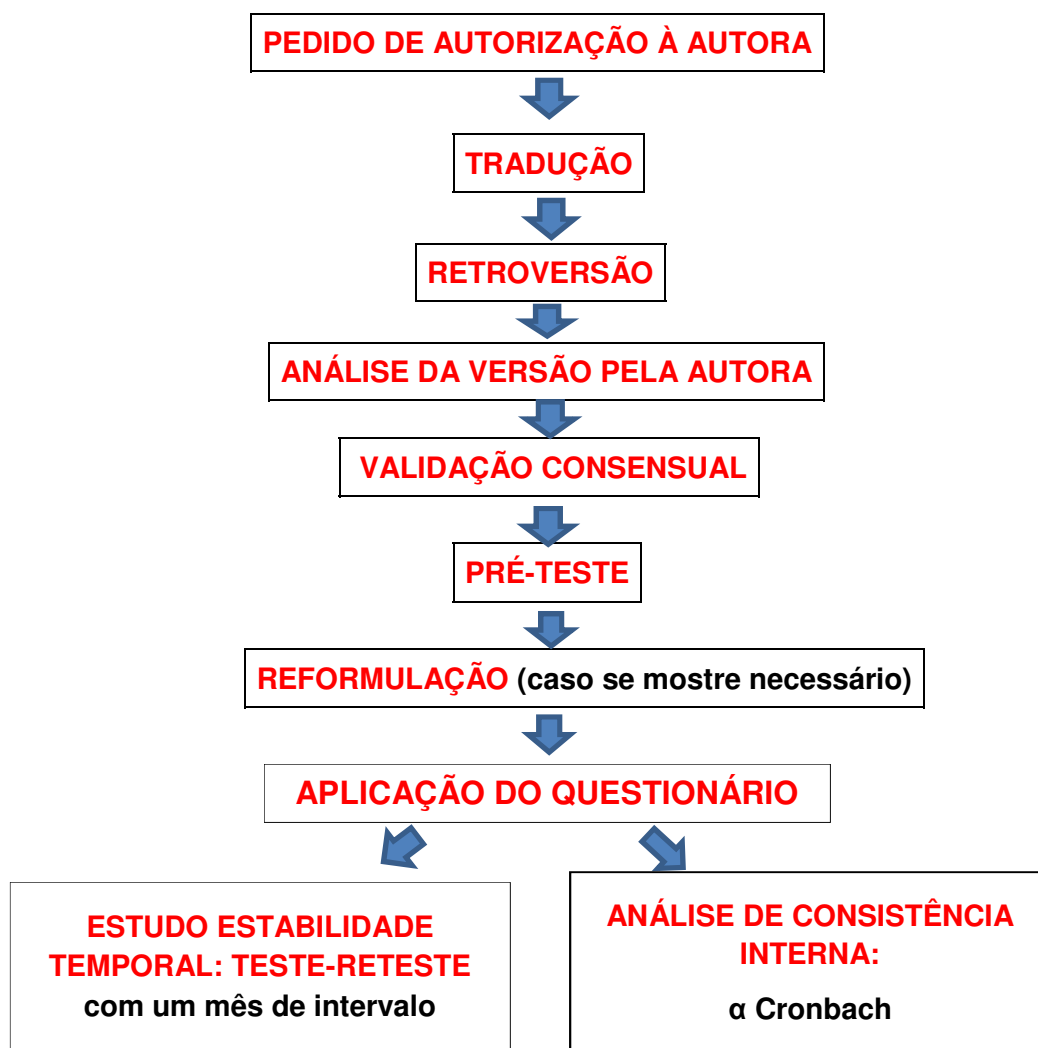 PEDIDO DE AUTORIZAÇÃO À AUTORA
TRADUÇÃO
RETROVERSÃO
ANÁLISE DA VERSÃO PELA AUTORA
VALIDAÇÃO CONSENSUAL
PRÉ-TESTE
REFORMULAÇÃO (caso se mostre necessário)
APLICAÇÃO DO QUESTIONÁRIO
ESTUDO ESTABILIDADE
TEMPORAL: TESTE-RETESTE
com um mês de intervalo
ANÁLISE DE CONSISTÊNCIA
INTERNA:
α Cronbach